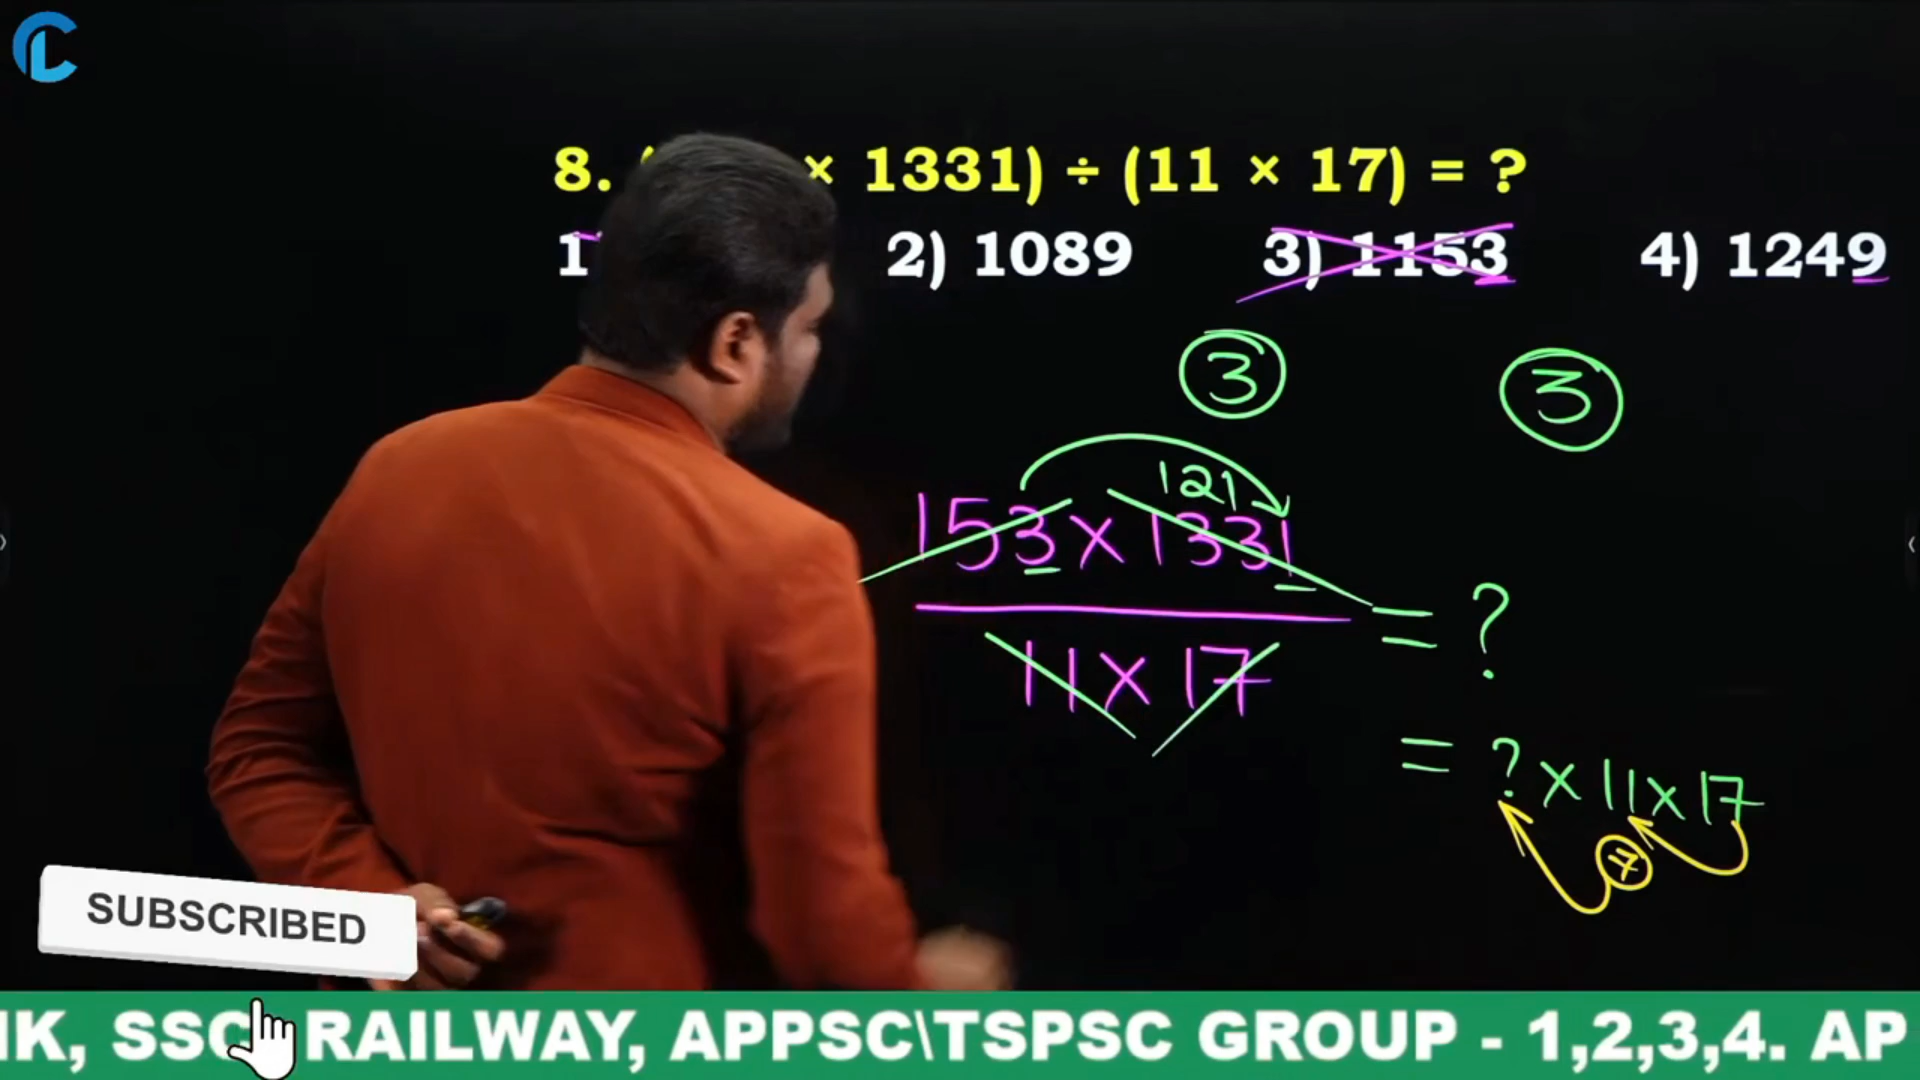 8. × 1331) ÷ (11 × 17) = ?
1 2) 1089 3) 1153 4) 1249
3 3
121
153 × 1331
= ?
11 × 17
= ? × 11 × 17
7
SUBSCRIBED
NK, SSC, RAILWAY, APPSC\TSPSC GROUP - 1,2,3,4. AP